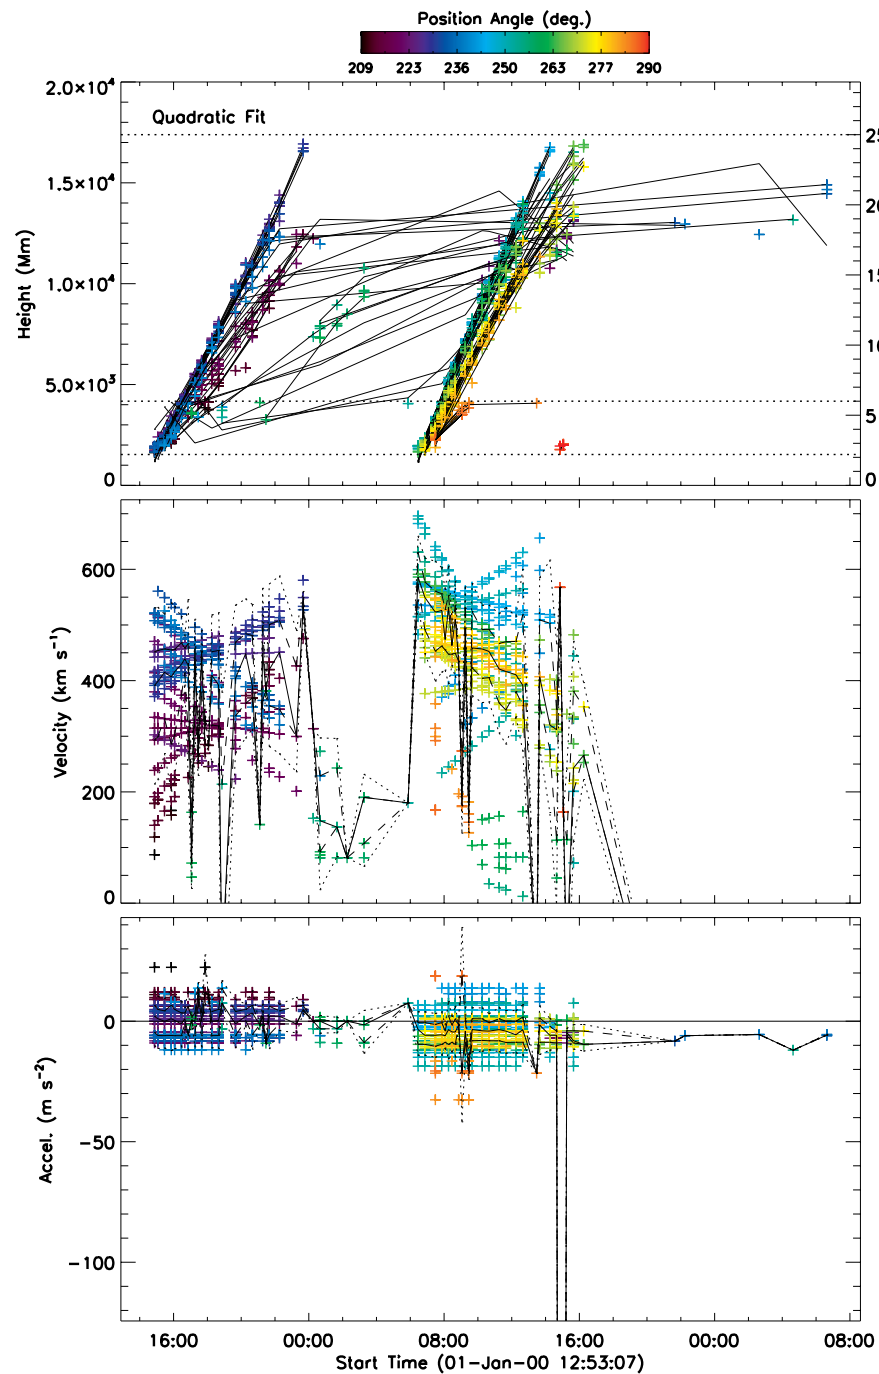 Position Angle (deg.)
209 223 236 250 263 277 290
Quadratic Fit
2.0×10⁴
1.5×10⁴
1.0×10⁴
5.0×10³
0
Height (Mm)
25
20
15
10
5
0
600
400
200
0
Velocity (km s⁻¹)
0
-50
-100
Accel. (m s⁻²)
16:00 00:00 08:00 16:00 00:00 08:00
Start Time (01-Jan-00 12:53:07)